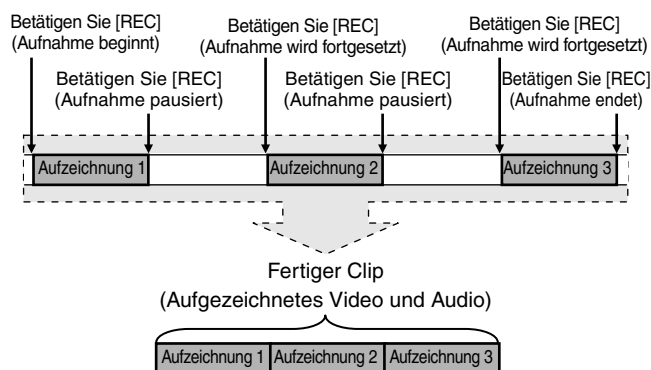 Betätigen Sie [REC]
(Aufnahme beginnt)
Betätigen Sie [REC]
(Aufnahme wird fortgesetzt)
Betätigen Sie [REC]
(Aufnahme wird fortgesetzt)
Betätigen Sie [REC]
(Aufnahme pausiert)
Betätigen Sie [REC]
(Aufnahme pausiert)
Betätigen Sie [REC]
(Aufnahme endet)
Aufzeichnung 1
Aufzeichnung 2
Aufzeichnung 3
Fertiger Clip
(Aufgezeichnetes Video und Audio)
Aufzeichnung 1
Aufzeichnung 2
Aufzeichnung 3